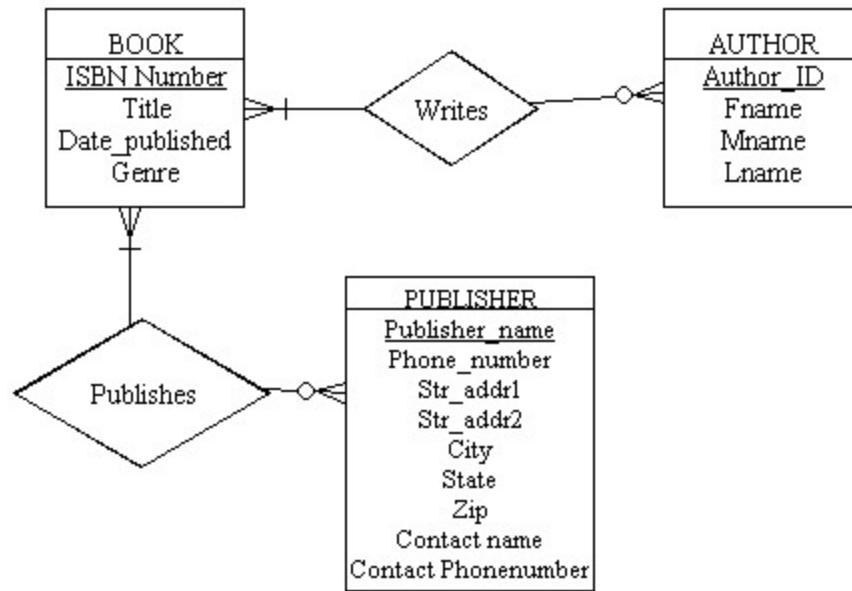 BOOK
ISBN Number
Title
Date_published
Genre
Writes
AUTHOR
Author_ID
Fname
Mname
Lname
Publishes
PUBLISHER
Publisher_name
Phone_number
Str_addr1
Str_addr2
City
State
Zip
Contact name
Contact Phonenumber